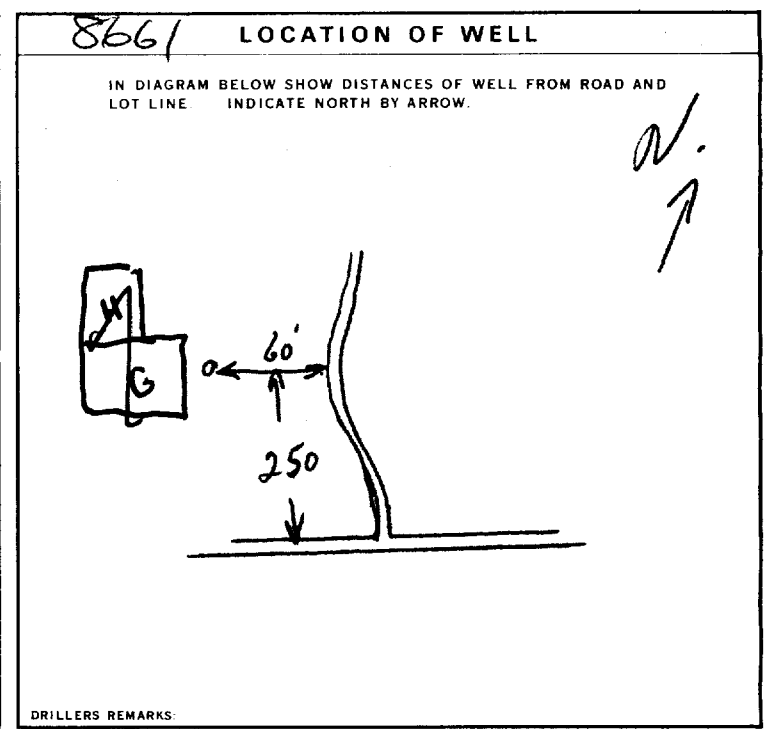 8661 LOCATION OF WELL
IN DIAGRAM BELOW SHOW DISTANCES OF WELL FROM ROAD AND
LOT LINE INDICATE NORTH BY ARROW.
N.
H
60'
G
250
DRILLERS REMARKS: